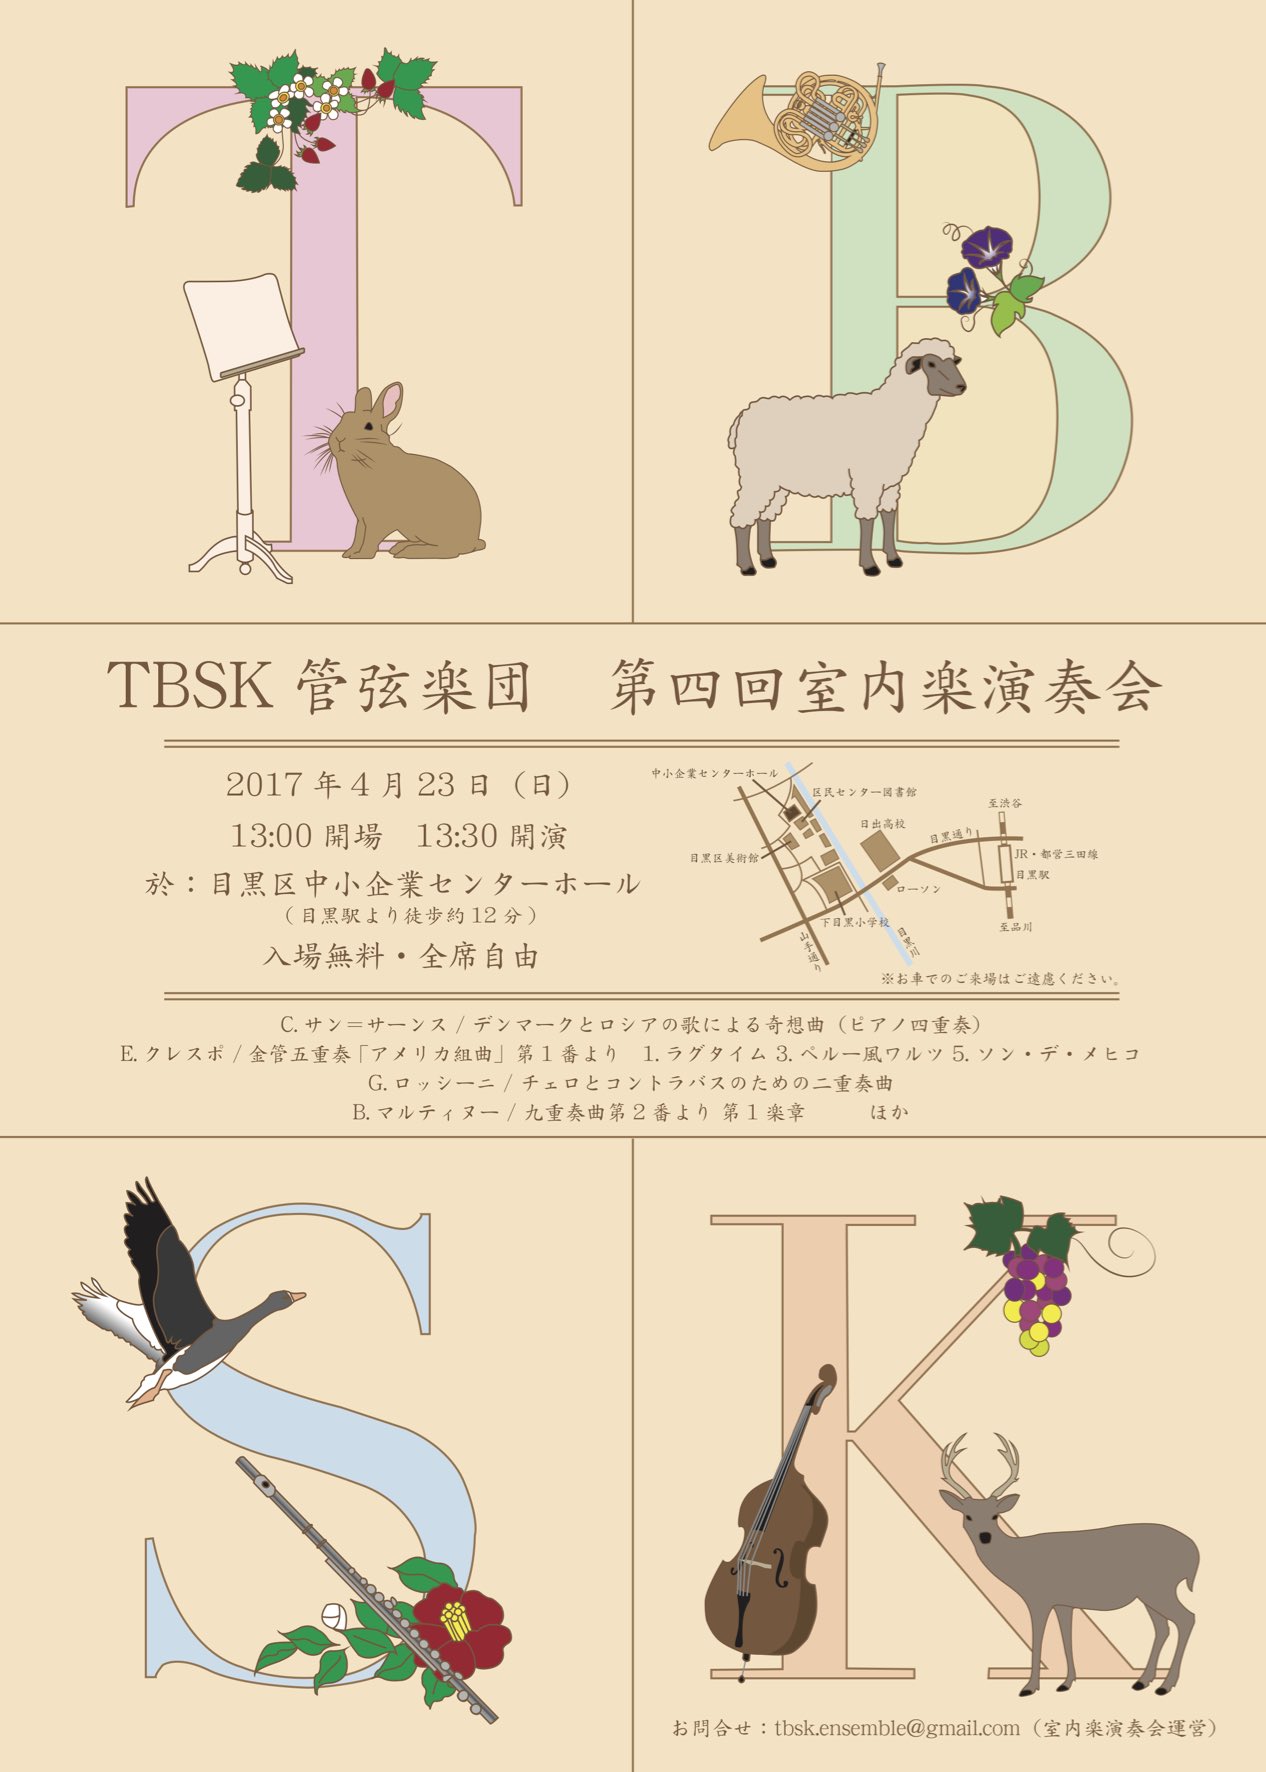 T
B
TBSK 管弦楽団　第四回室内楽演奏会
2017 年 4 月 23 日（日）
13:00 開場　13:30 開演
於：目黒区中小企業センターホール
（目黒駅より徒歩約 12 分）
入場無料・全席自由
中小企業センターホール
区民センター図書館
至渋谷
日出高校
目黒通り
JR・都営三田線
目黒駅
目黒区美術館
ローソン
下目黒小学校
至品川
山手通り
目黒川
※お車でのご来場はご遠慮ください。
C. サン＝サーンス / デンマークとロシアの歌による奇想曲（ピアノ四重奏）
E. クレスポ / 金管五重奏「アメリカ組曲」第 1 番より　1. ラグタイム 3. ペルー風ワルツ 5. ソン・デ・メヒコ
G. ロッシーニ / チェロとコントラバスのための二重奏曲
B. マルティヌー / 九重奏曲第 2 番より 第 1 楽章　　ほか
S
K
お問合せ：tbsk.ensemble@gmail.com（室内楽演奏会運営）